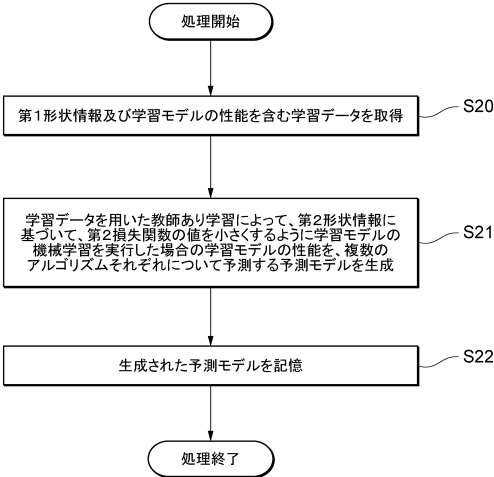 処理開始
第1形状情報及び学習モデルの性能を含む学習データを取得
S20
学習データを用いた教師あり学習によって、第2形状情報に
基づいて、第2損失関数の値を小さくするように学習モデルの
機械学習を実行した場合の学習モデルの性能を、複数の
アルゴリズムそれぞれについて予測する予測モデルを生成
S21
生成された予測モデルを記憶
S22
処理終了